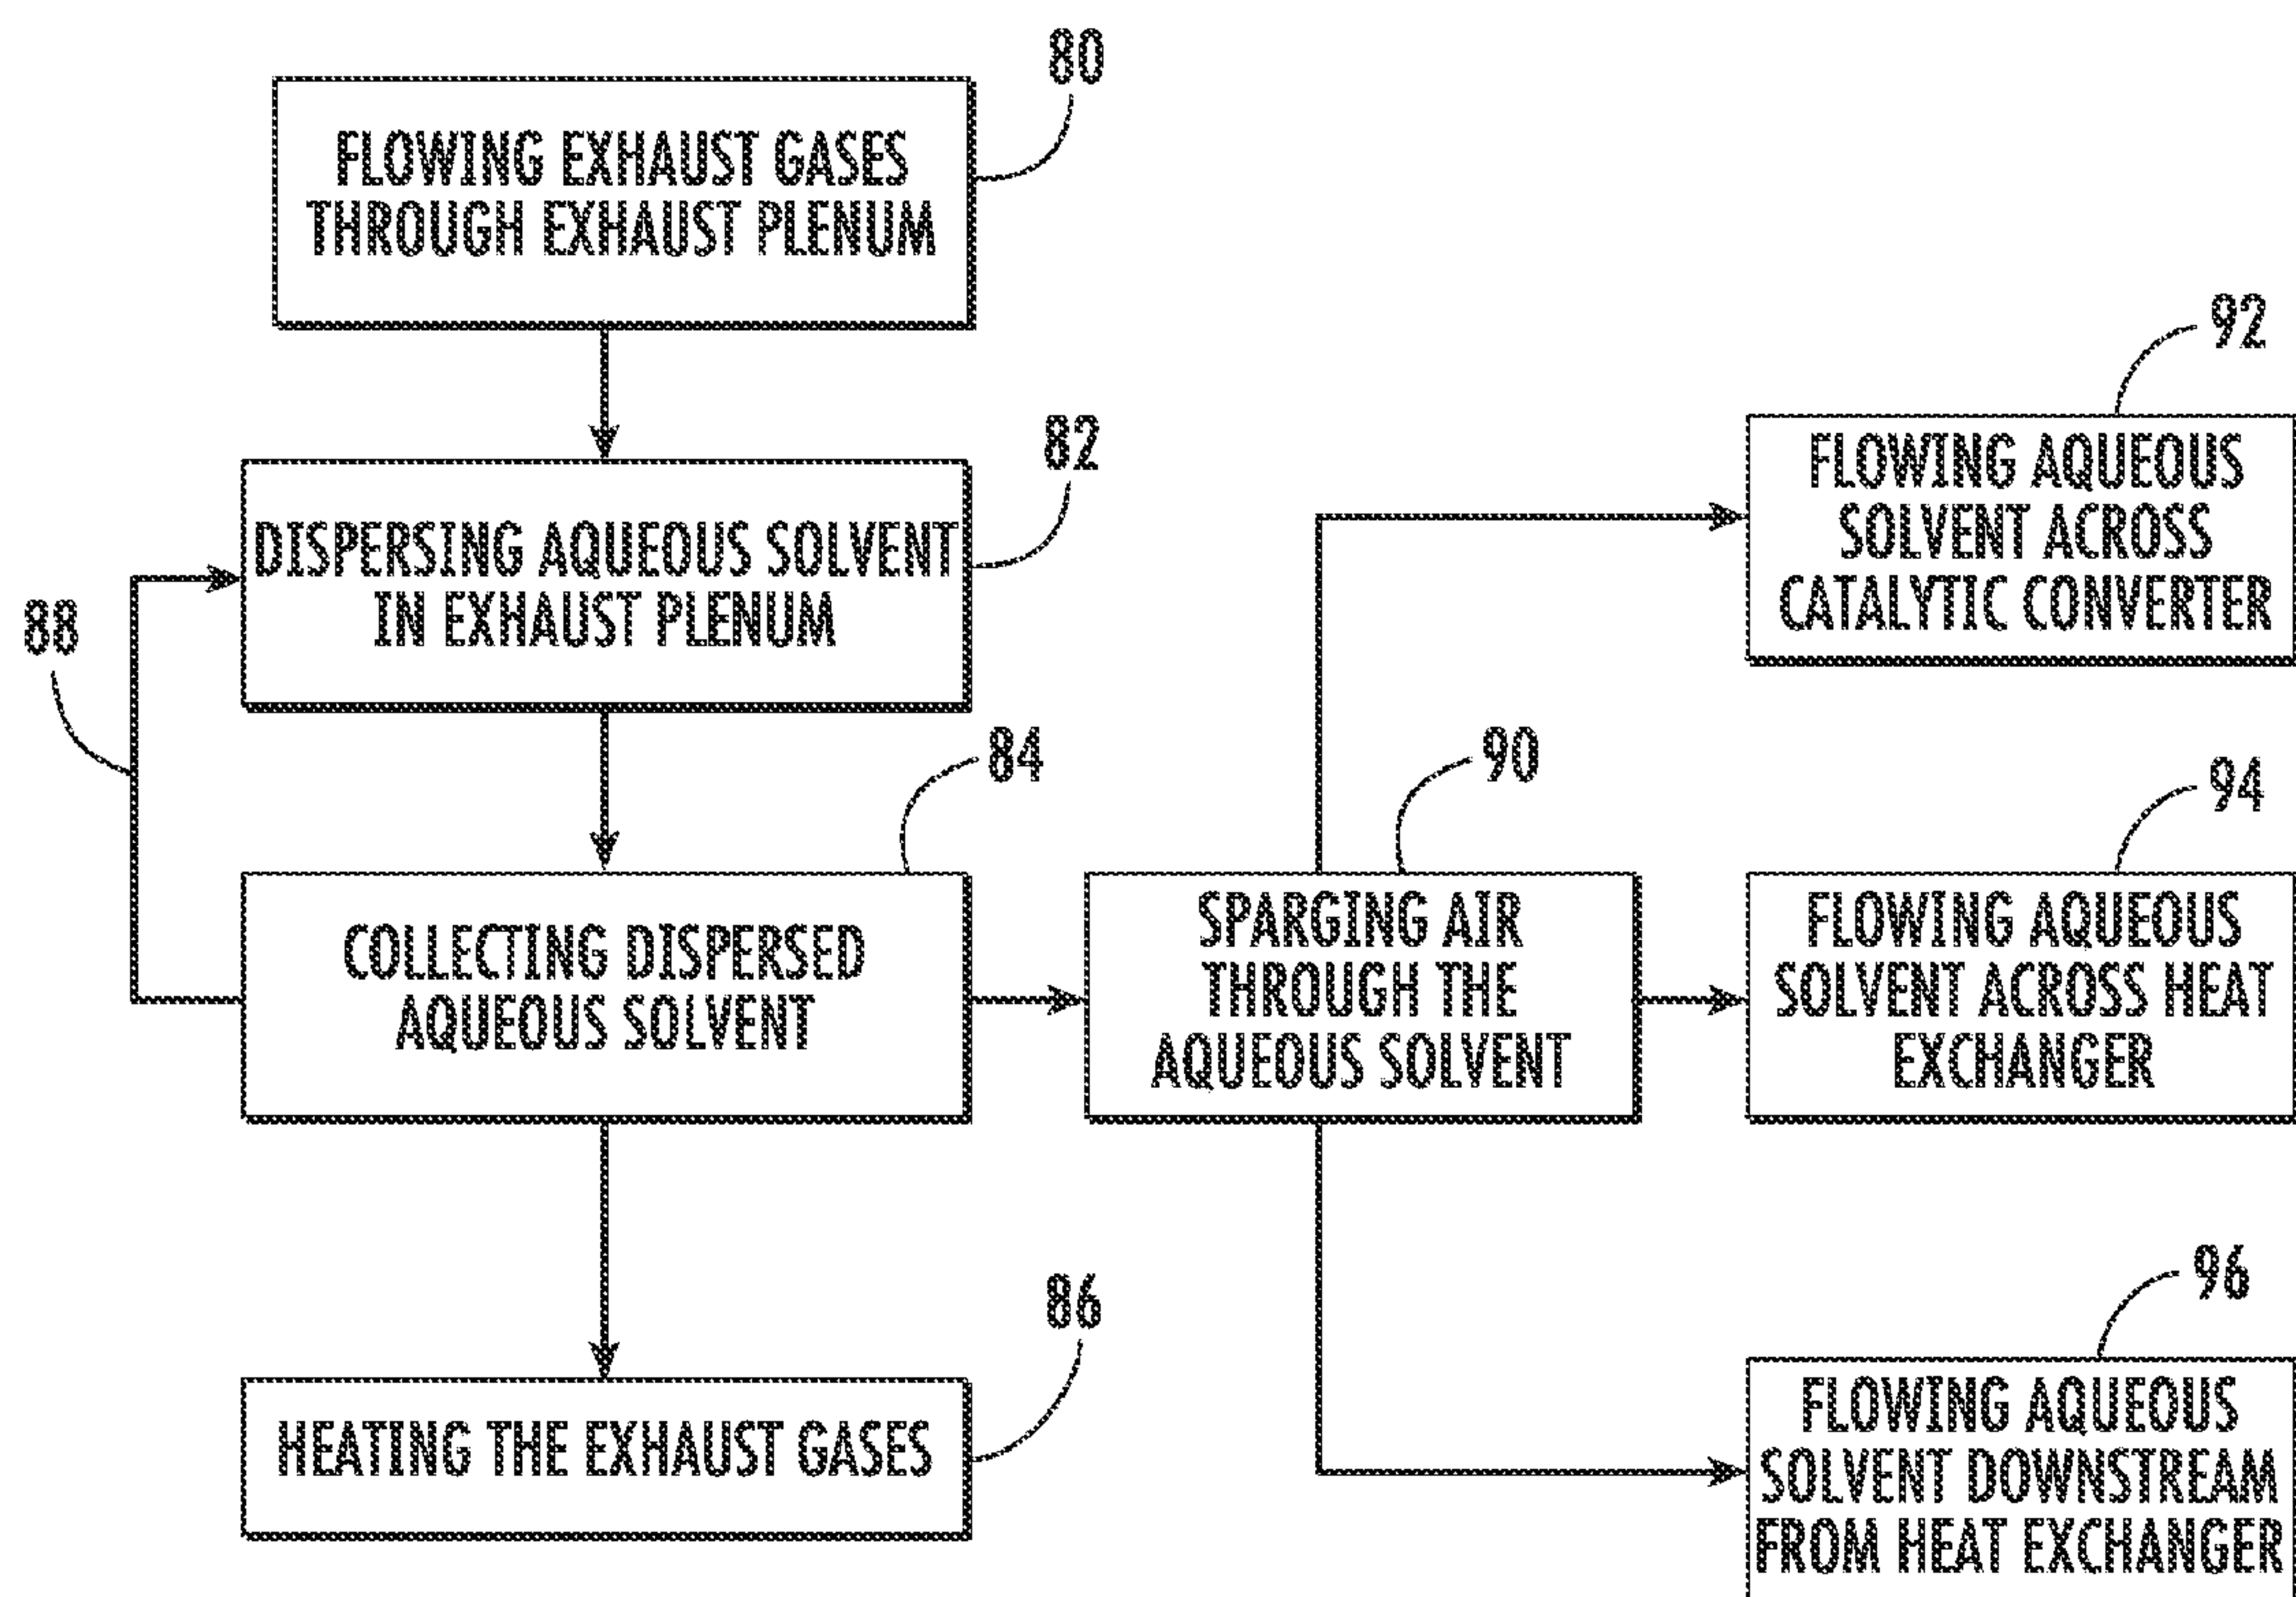 80
FLOWING EXHAUST GASES
THROUGH EXHAUST PLENUM
82
DISPERSING AQUEOUS SOLVENT
IN EXHAUST PLENUM
88
84
COLLECTING DISPERSED
AQUEOUS SOLVENT
86
HEATING THE EXHAUST GASES
90
SPARGING AIR
THROUGH THE
AQUEOUS SOLVENT
92
FLOWING AQUEOUS
SOLVENT ACROSS
CATALYTIC CONVERTER
94
FLOWING AQUEOUS
SOLVENT ACROSS HEAT
EXCHANGER
96
FLOWING AQUEOUS
SOLVENT DOWNSTREAM
FROM HEAT EXCHANGER